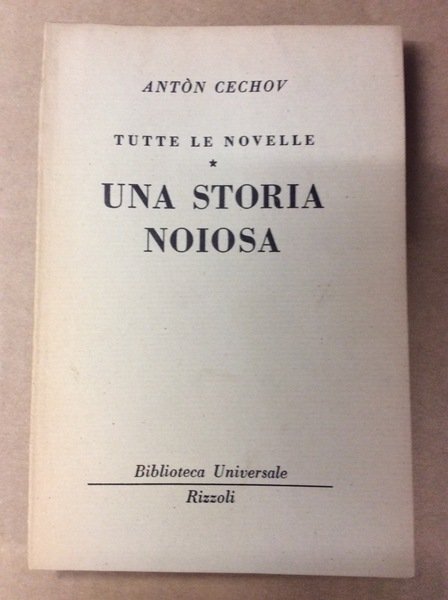 ANTÒN CECHOV
TUTTE LE NOVELLE
★
UNA STORIA
NOIOSA
Biblioteca Universale
Rizzoli